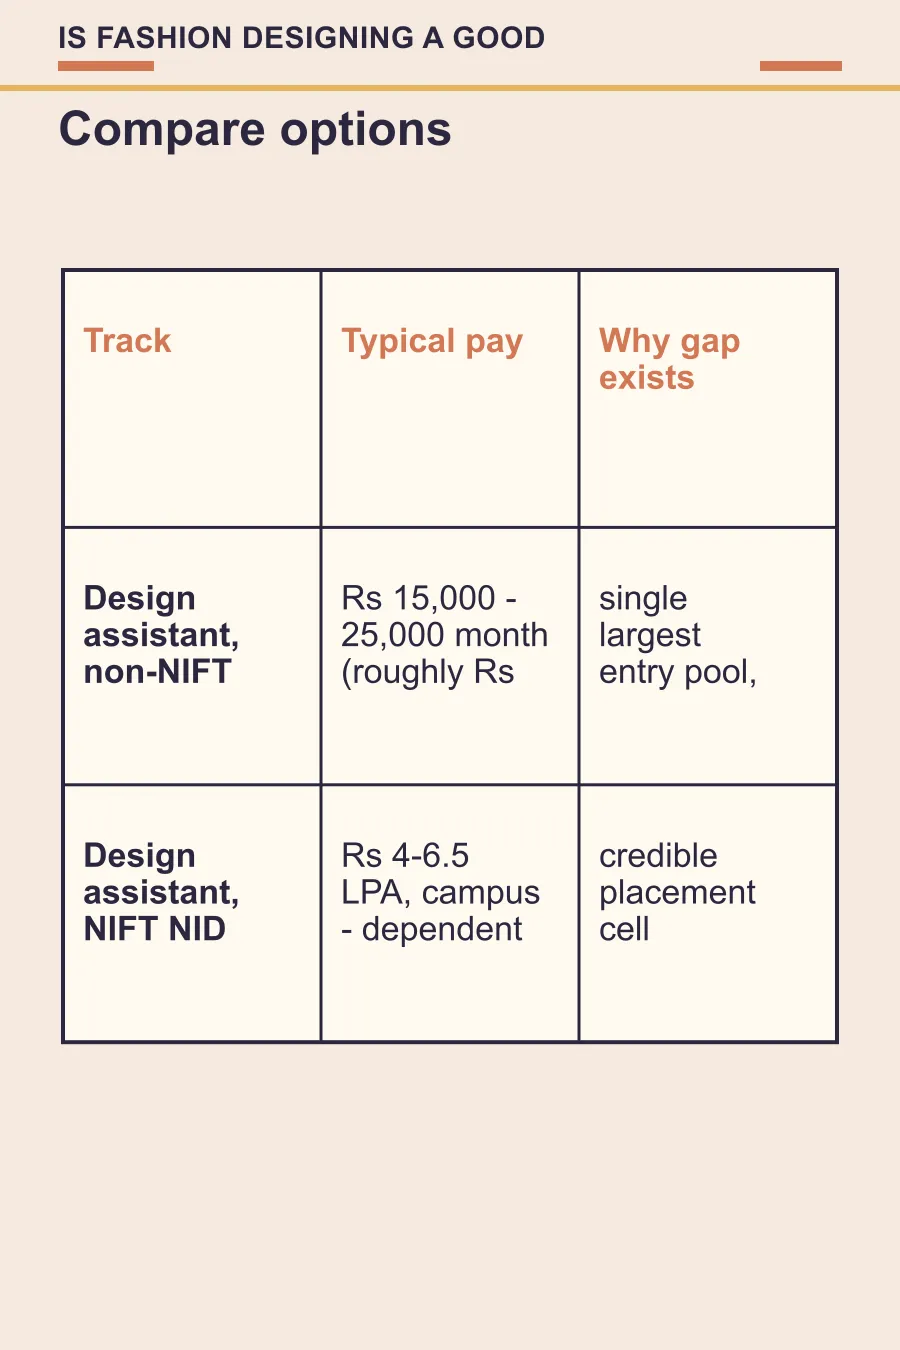 IS FASHION DESIGNING A GOOD
Compare options
Track
Typical pay
Why gap
exists
Design
assistant,
non-NIFT
Rs 15,000 -
25,000 month
(roughly Rs
single
largest
entry pool,
Design
assistant,
NIFT NID
Rs 4-6.5
LPA, campus
- dependent
credible
placement
cell